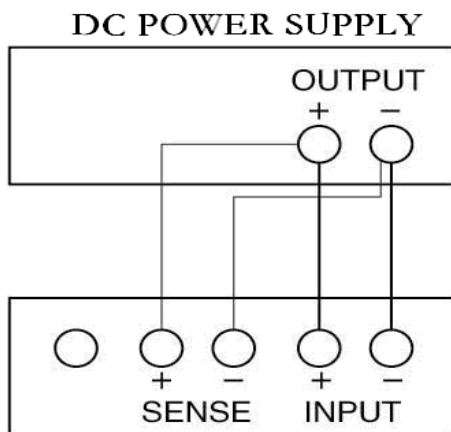 DC POWER SUPPLY
OUTPUT
+ −
+ − + −
SENSE INPUT